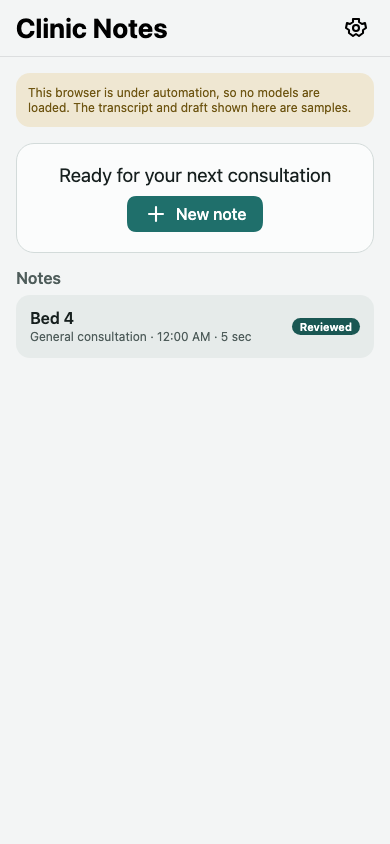 Clinic Notes
This browser is under automation, so no models are
loaded. The transcript and draft shown here are samples.
Ready for your next consultation
New note
Notes
Bed 4
General consultation · 12:00 AM · 5 sec
Reviewed